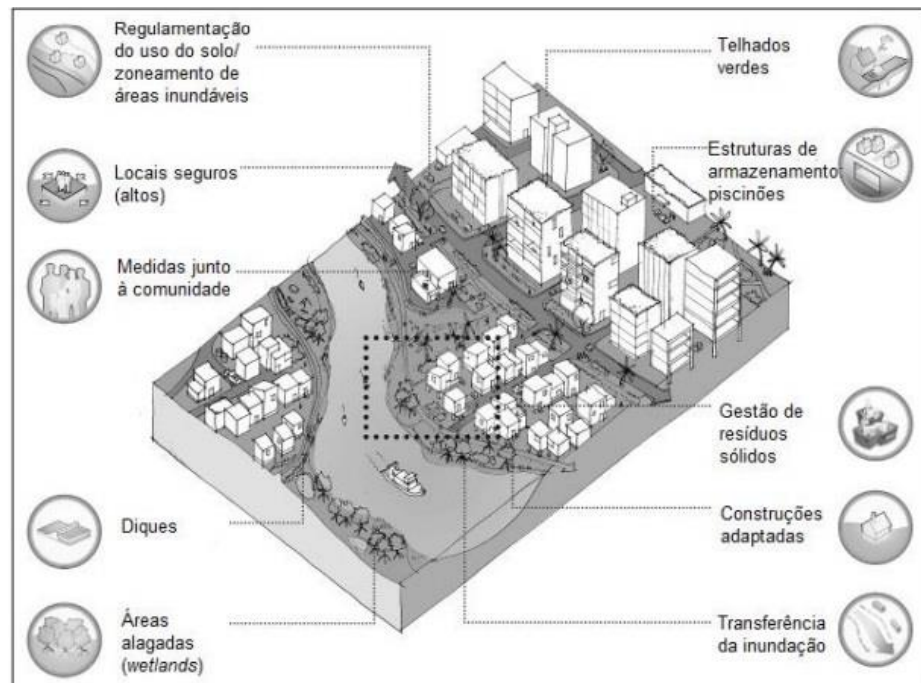 Regulamentação
do uso do solo/
zoneamento de
áreas inundáveis
Locais seguros
(altos)
Medidas junto
à comunidade
Diques
Áreas
alagadas
(wetlands)
Telhados
verdes
Estruturas de
armazenamento:
piscinões
Gestão de
resíduos
sólidos
Construções
adaptadas
Transferência
da inundação